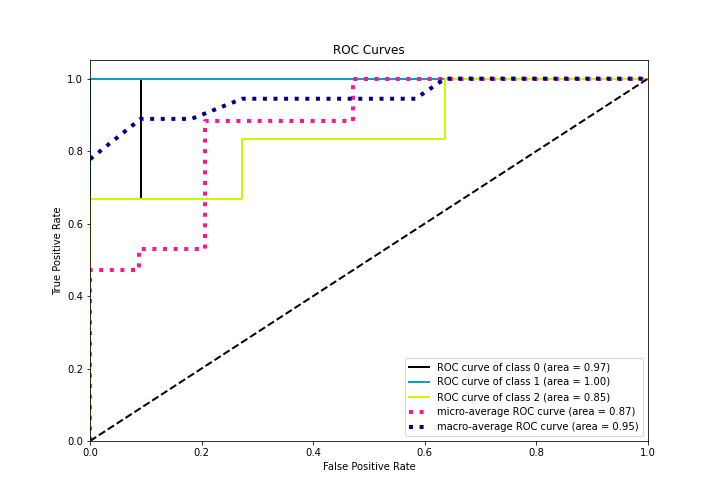 ROC Curves
1.0
0.8
0.6
0.4
0.2
0.0
True Positive Rate
0.0 0.2 0.4 0.6 0.8 1.0
False Positive Rate
ROC curve of class 0 (area = 0.97)
ROC curve of class 1 (area = 1.00)
ROC curve of class 2 (area = 0.85)
micro-average ROC curve (area = 0.87)
macro-average ROC curve (area = 0.95)